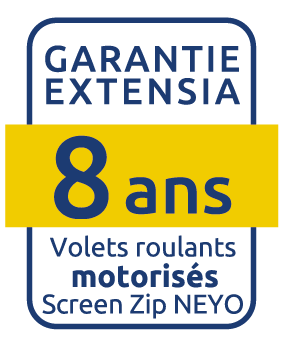 GARANTIE
EXTENSIA
8 ans
Volets roulants
motorisés
Screen Zip NEYO